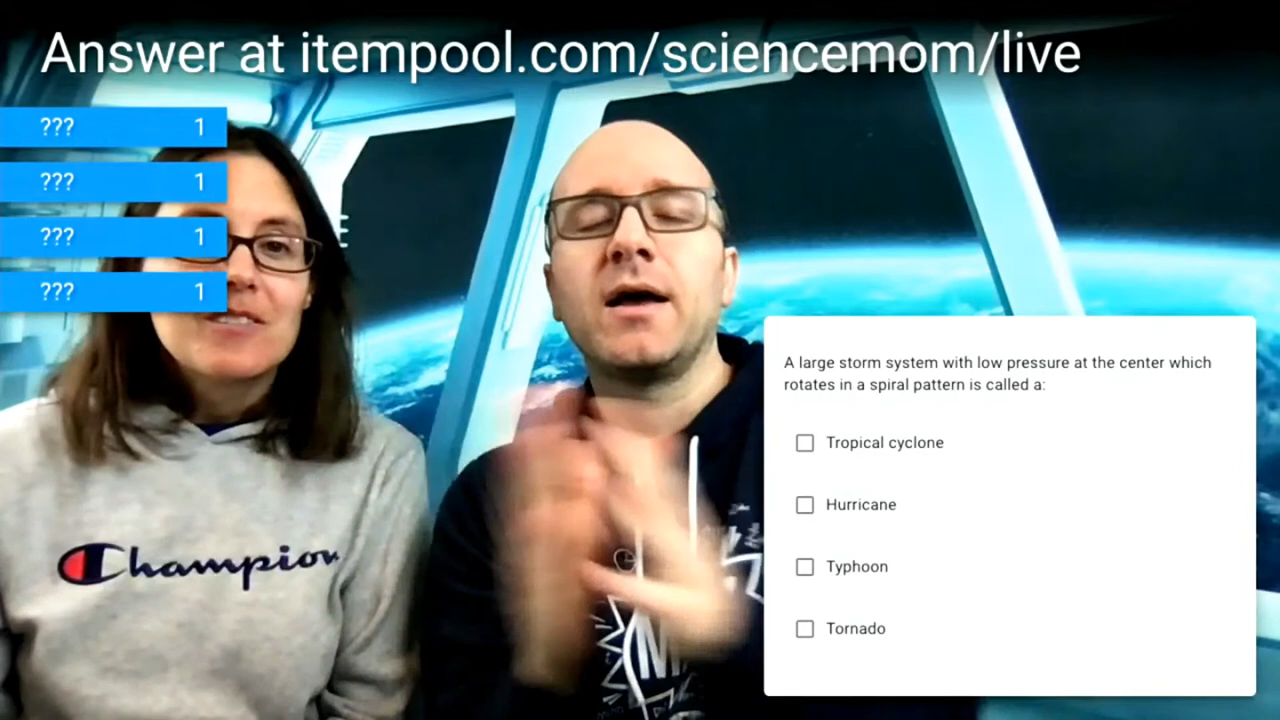 Answer at itempool.com/sciencemom/live
??? 1
??? 1
??? 1
??? 1
A large storm system with low pressure at the center which
rotates in a spiral pattern is called a:
Tropical cyclone
Hurricane
Typhoon
Tornado
Champion